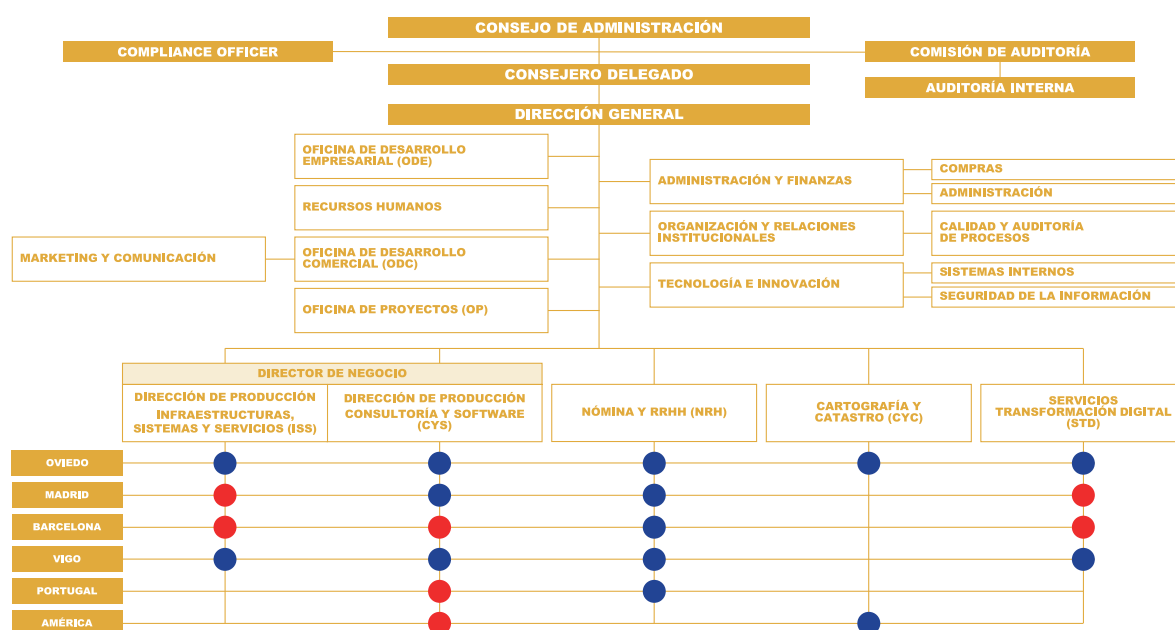 CONSEJO DE ADMINISTRACIÓN
COMPLIANCE OFFICER
COMISIÓN DE AUDITORÍA
CONSEJERO DELEGADO
AUDITORÍA INTERNA
DIRECCIÓN GENERAL
OFICINA DE DESARROLLO
EMPRESARIAL (ODE)
RECURSOS HUMANOS
MARKETING Y COMUNICACIÓN
OFICINA DE DESARROLLO
COMERCIAL (ODC)
OFICINA DE PROYECTOS (OP)
ADMINISTRACIÓN Y FINANZAS
COMPRAS
ADMINISTRACIÓN
ORGANIZACIÓN Y RELACIONES
INSTITUCIONALES
CALIDAD Y AUDITORÍA
DE PROCESOS
TECNOLOGÍA E INNOVACIÓN
SISTEMAS INTERNOS
SEGURIDAD DE LA INFORMACIÓN
DIRECTOR DE NEGOCIO
DIRECCIÓN DE PRODUCCIÓN
INFRAESTRUCTURAS,
SISTEMAS Y SERVICIOS (ISS)
DIRECCIÓN DE PRODUCCIÓN
CONSULTORÍA Y SOFTWARE
(CYS)
NÓMINA Y RRHH (NRH)
CARTOGRAFÍA Y
CATASTRO (CYC)
SERVICIOS
TRANSFORMACIÓN DIGITAL
(STD)
OVIEDO
MADRID
BARCELONA
VIGO
PORTUGAL
AMÉRICA